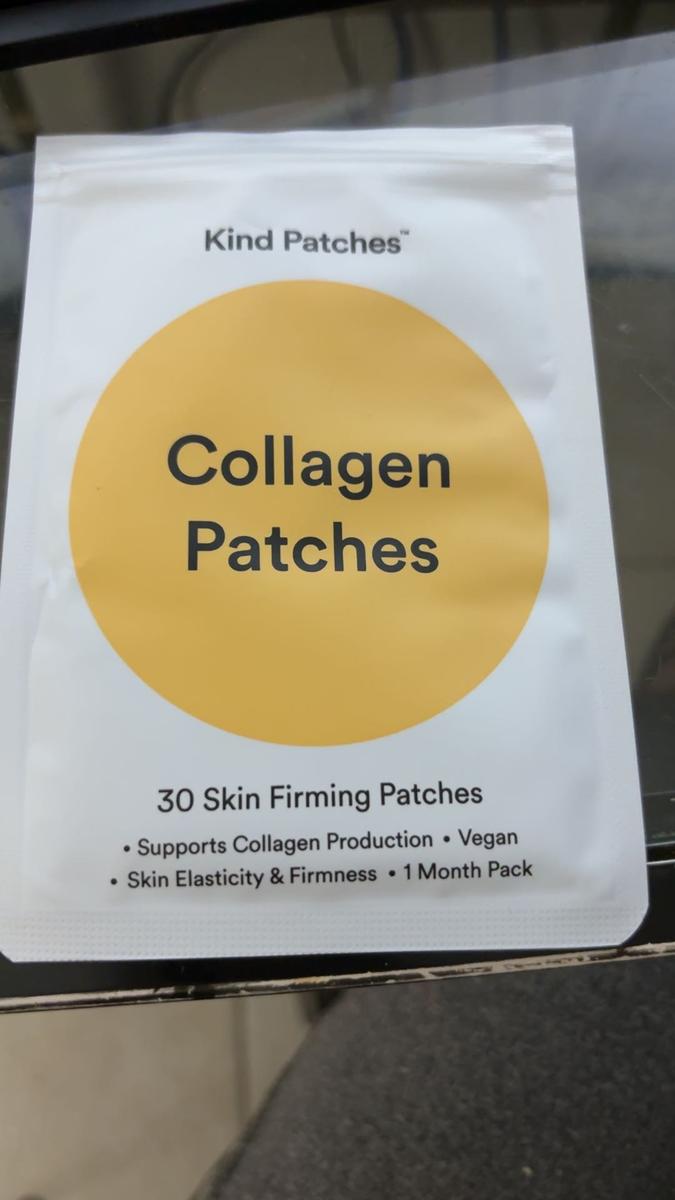 Kind Patches™
Collagen
Patches
30 Skin Firming Patches
• Supports Collagen Production • Vegan
• Skin Elasticity & Firmness • 1 Month Pack